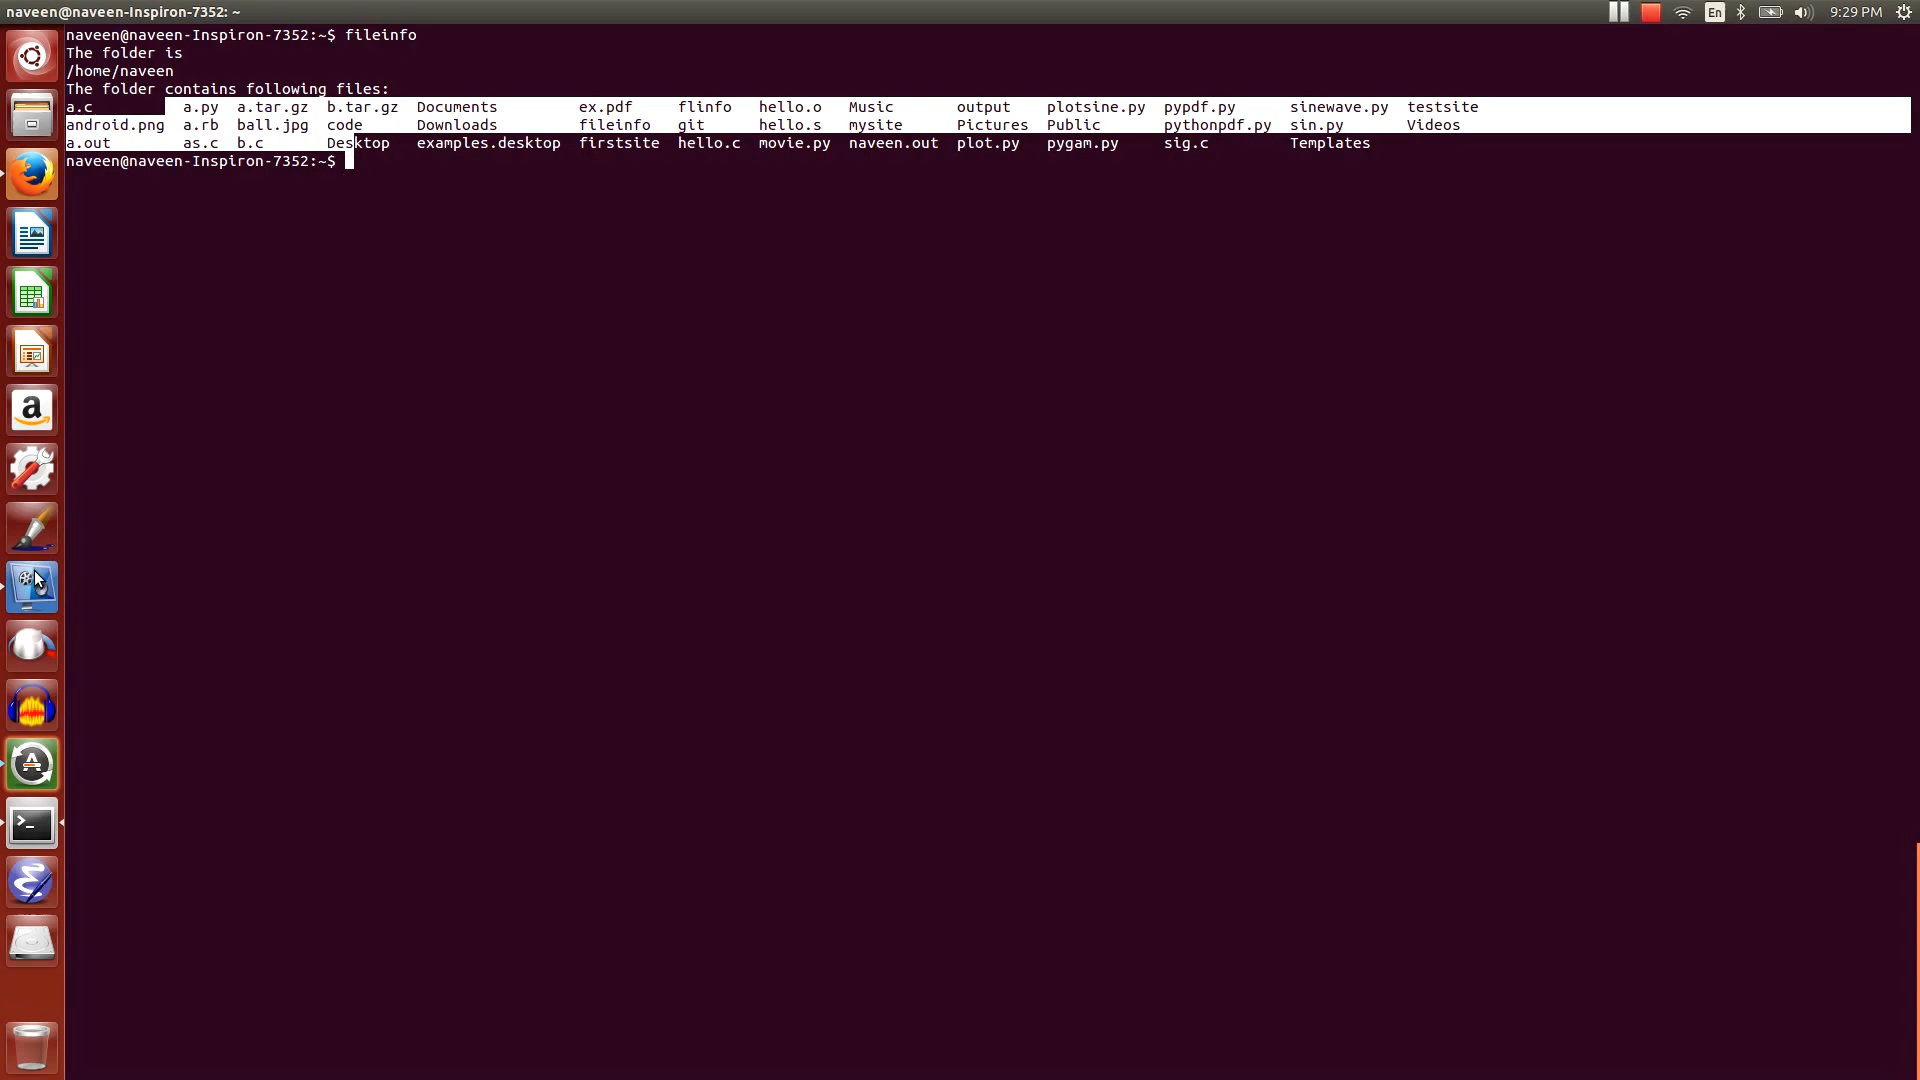 naveen@naveen-Inspiron-7352: ~ En 9:29 PM
naveen@naveen-Inspiron-7352:~$ fileinfo
The folder is
/home/naveen
The folder contains following files:
a.c a.py a.tar.gz b.tar.gz Documents ex.pdf flinfo hello.o Music output plotsine.py pypdf.py sinewave.py testsite
android.png a.rb ball.jpg code Downloads fileinfo git hello.s mysite Pictures Public pythonpdf.py sin.py Videos
a.out as.c b.c Desktop examples.desktop firstsite hello.c movie.py naveen.out plot.py pygam.py sig.c Templates
naveen@naveen-Inspiron-7352:~$